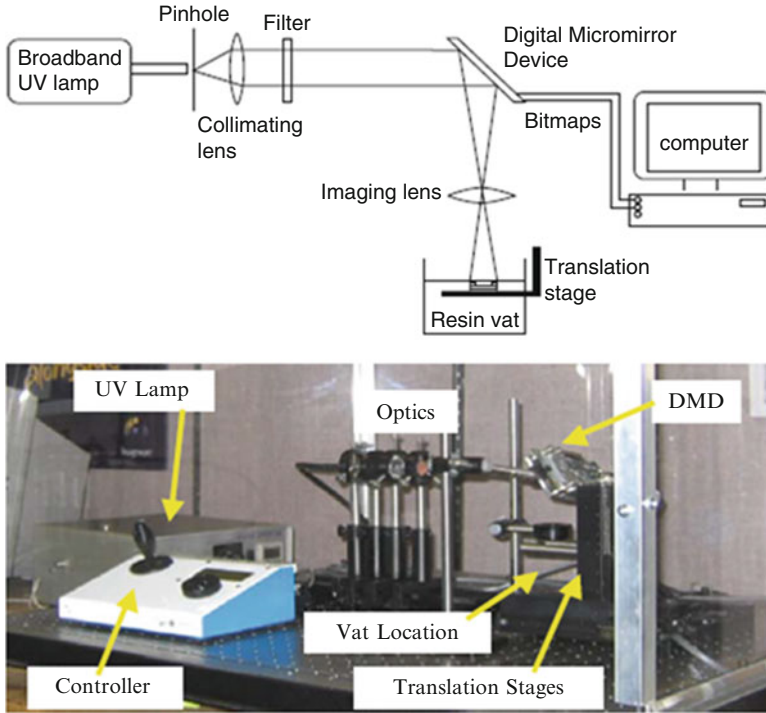 Pinhole
Filter
Broadband
UV lamp
Collimating
lens
Digital Micromirror
Device
Bitmaps
computer
Imaging lens
Translation
stage
Resin vat
UV Lamp
Optics
DMD
Vat Location
Controller
Translation Stages